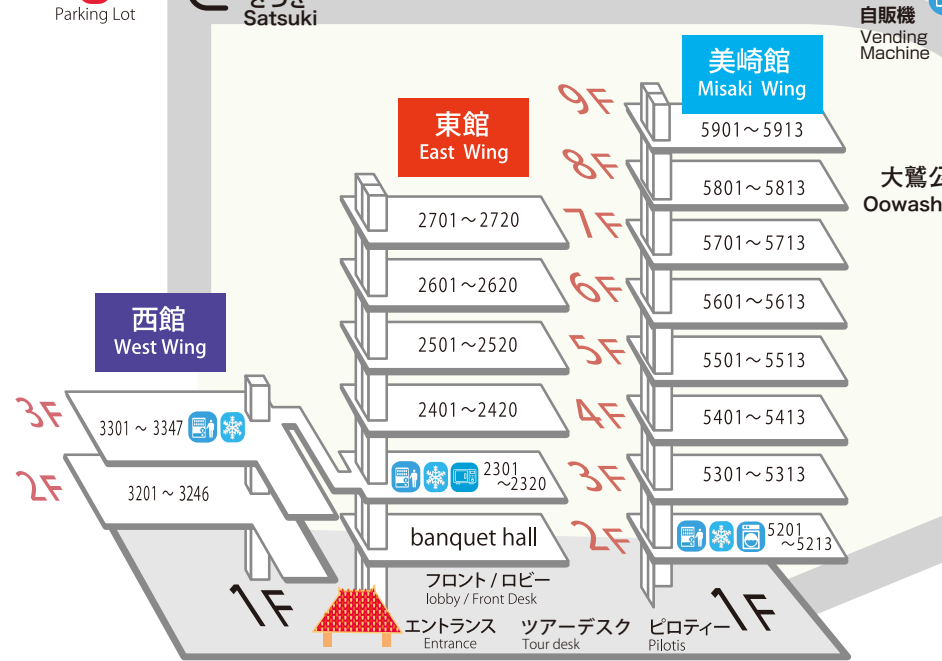 Parking Lot
さつき
Satsuki
自販機
Vending
Machine
美崎館
Misaki Wing
東館
East Wing
西館
West Wing
大鷲公
Oowash
9F
5901～5913
8F
5801～5813
7F
5701～5713
6F
5601～5613
5F
5501～5513
4F
5401～5413
3F
5301～5313
2F
5201
～5213
2701～2720
2601～2620
2501～2520
2401～2420
2301
～2320
banquet hall
3F
3301～3347
2F
3201～3246
1F
フロント / ロビー
lobby / Front Desk
エントランス
Entrance
ツアーデスク
Tour desk
ピロティー
Pilotis
1F